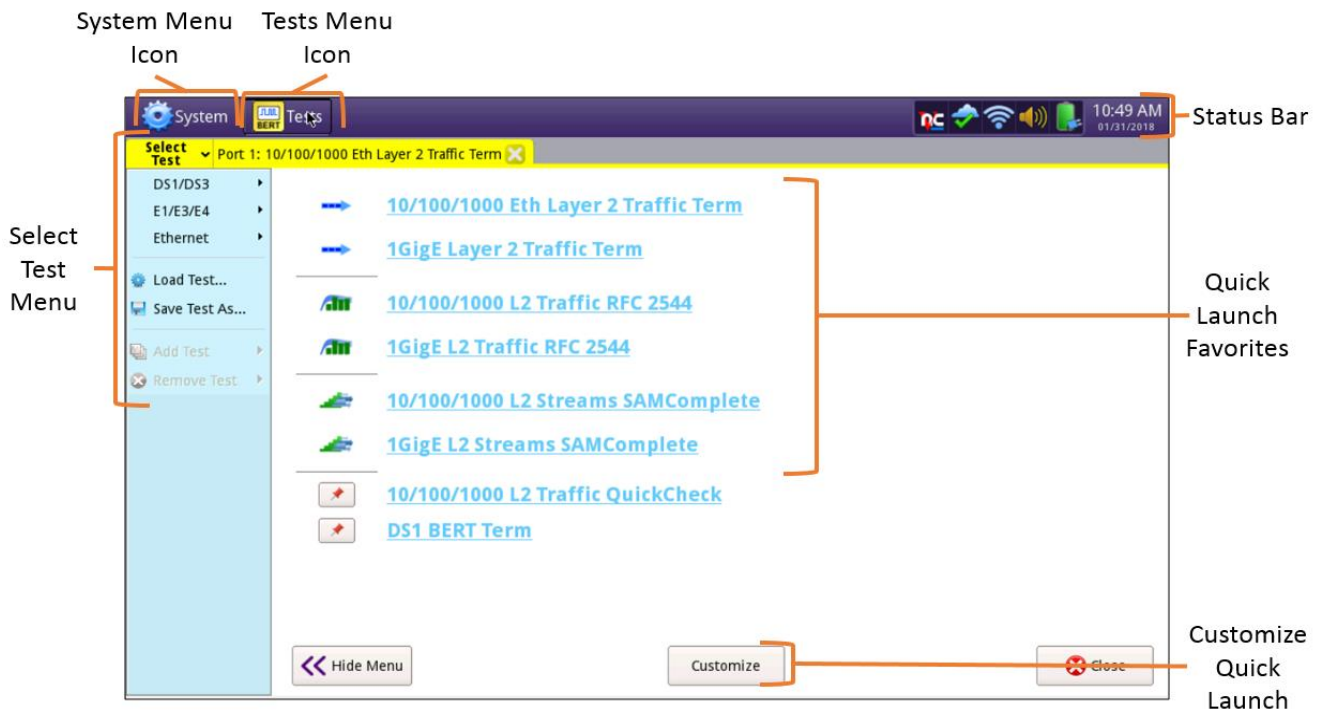 System Menu
Icon
Tests Menu
Icon
System
BERT
Tests
nc
10:49 AM
01/31/2018
Status Bar
Select
Test
Port 1: 10/100/1000 Eth Layer 2 Traffic Term
Select
Test
Menu
DS1/DS3
E1/E3/E4
Ethernet
Load Test...
Save Test As...
Add Test
Remove Test
10/100/1000 Eth Layer 2 Traffic Term
1GigE Layer 2 Traffic Term
10/100/1000 L2 Traffic RFC 2544
1GigE L2 Traffic RFC 2544
10/100/1000 L2 Streams SAMComplete
1GigE L2 Streams SAMComplete
10/100/1000 L2 Traffic QuickCheck
DS1 BERT Term
Quick
Launch
Favorites
Hide Menu
Customize
Close
Customize
Quick
Launch